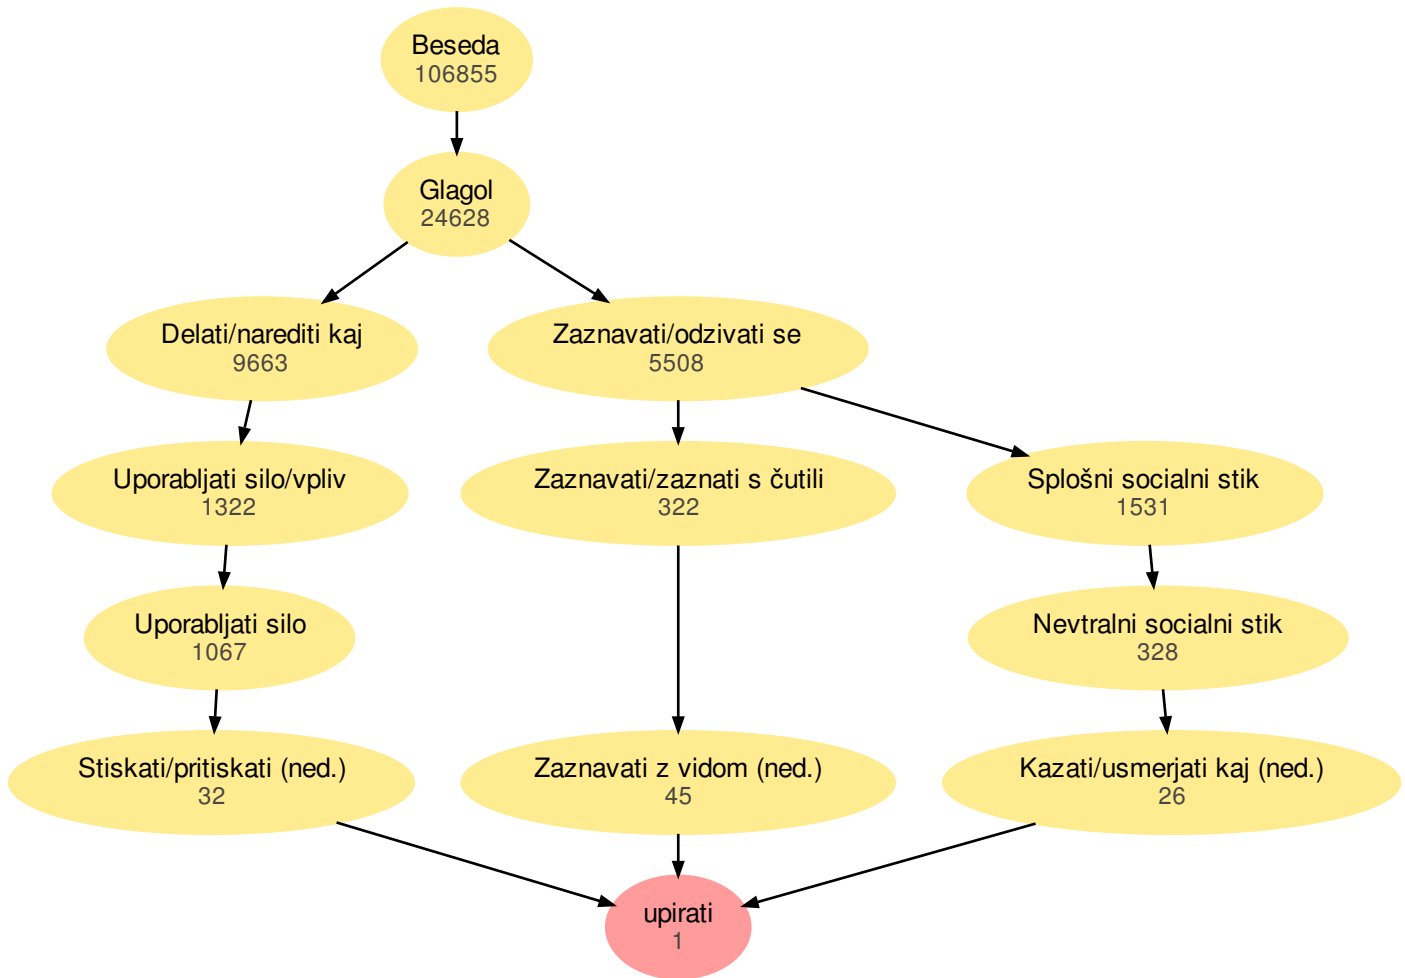 Beseda
106855
Glagol
24628
Delati/narediti kaj
9663
Zaznavati/odzivati se
5508
Uporabljati silo/vpliv
1322
Zaznavati/zaznati s čutili
322
Splošni socialni stik
1531
Uporabljati silo
1067
Nevtralni socialni stik
328
Stiskati/pritiskati (ned.)
32
Zaznavati z vidom (ned.)
45
Kazati/usmerjati kaj (ned.)
26
upirati
1